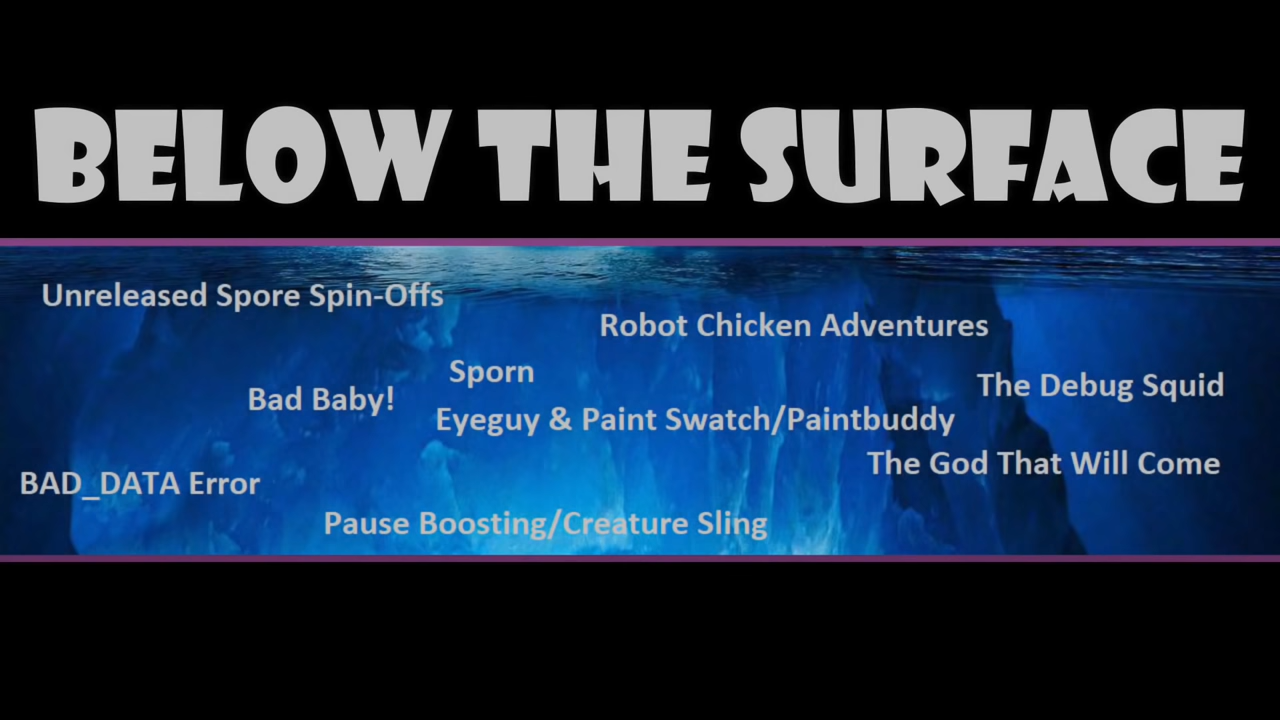 BELOW THE SURFACE
Unreleased Spore Spin-Offs
Robot Chicken Adventures
Sporn
The Debug Squid
Bad Baby!
Eyeguy & Paint Swatch/Paintbuddy
The God That Will Come
BAD_DATA Error
Pause Boosting/Creature Sling